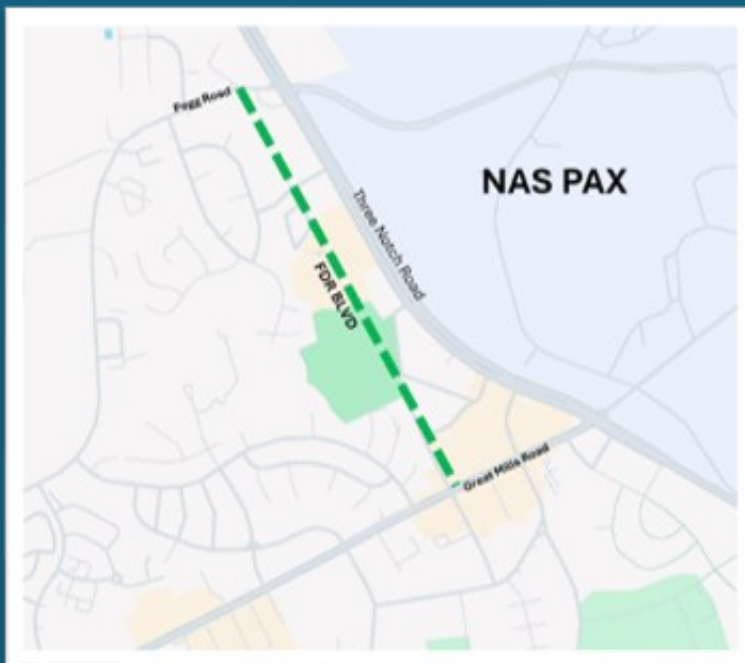 Pegg Road
NAS PAX
Three Notch Road
FDR BLVD
Great Mills Road